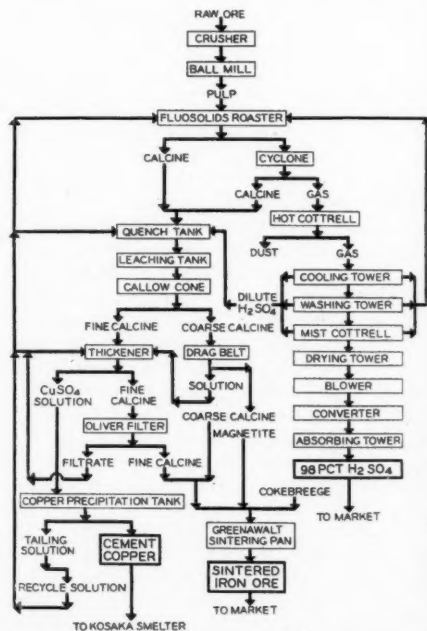 RAW ORE
CRUSHER
BALL MILL
PULP
FLUOSOLIDS ROASTER
CALCINE
CYCLONE
CALCINE
GAS
HOT COTTRELL
QUENCH TANK
DUST
GAS
LEACHING TANK
COOLING TOWER
CALLOW CONE
DILUTE
H2SO4
WASHING TOWER
MIST COTTRELL
FINE CALCINE
COARSE CALCINE
THICKENER
DRAG BELT
DRYING TOWER
CuSO4
SOLUTION
FINE
CALCINE
SOLUTION
BLOWER
COARSE CALCINE
CONVERTER
OLIVER FILTER
MAGNETITE
ABSORBING TOWER
FILTRATE
FINE CALCINE
98 PCT H2SO4
COKEBREEGE
COPPER PRECIPITATION TANK
TO MARKET
TAILING
SOLUTION
CEMENT
COPPER
GREENAWALT
SINTERING PAN
RECYCLE SOLUTION
SINTERED
IRON ORE
TO MARKET
TO KOSAKA SMELTER